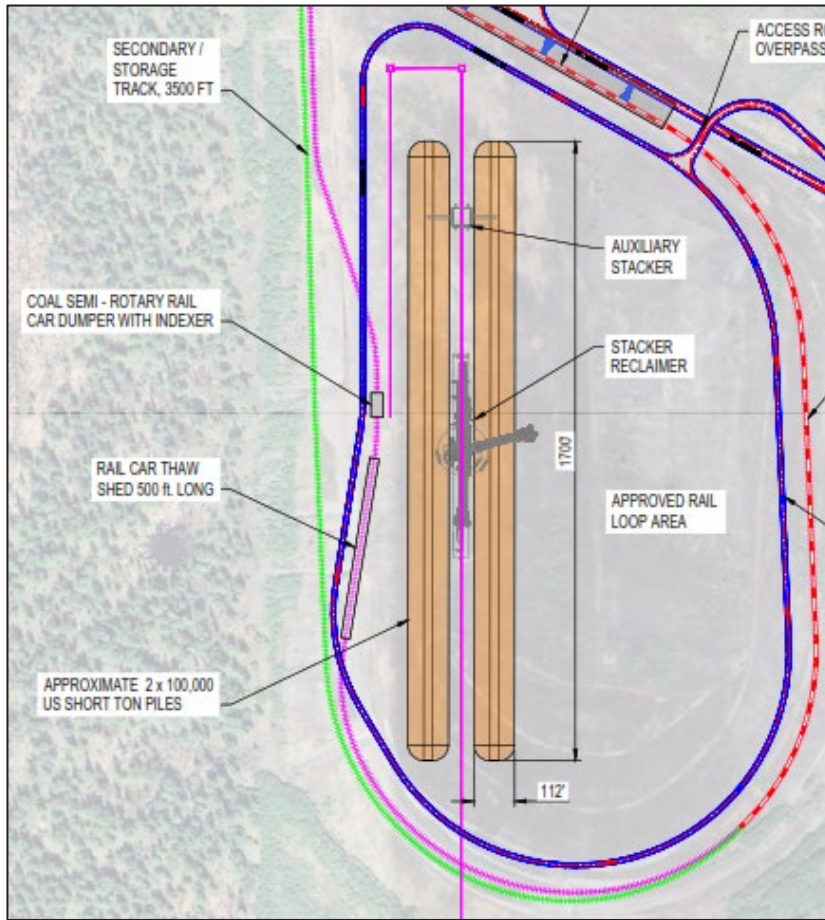 SECONDARY /
STORAGE
TRACK, 3500 FT
ACCESS
OVERPASS
AUXILIARY
STACKER
COAL SEMI - ROTARY RAIL
CAR DUMPER WITH INDEXER
STACKER
RECLAIMER
1700'
RAIL CAR THAW
SHED 500 ft. LONG
APPROVED RAIL
LOOP AREA
APPROXIMATE 2 x 100,000
US SHORT TON PILES
112'